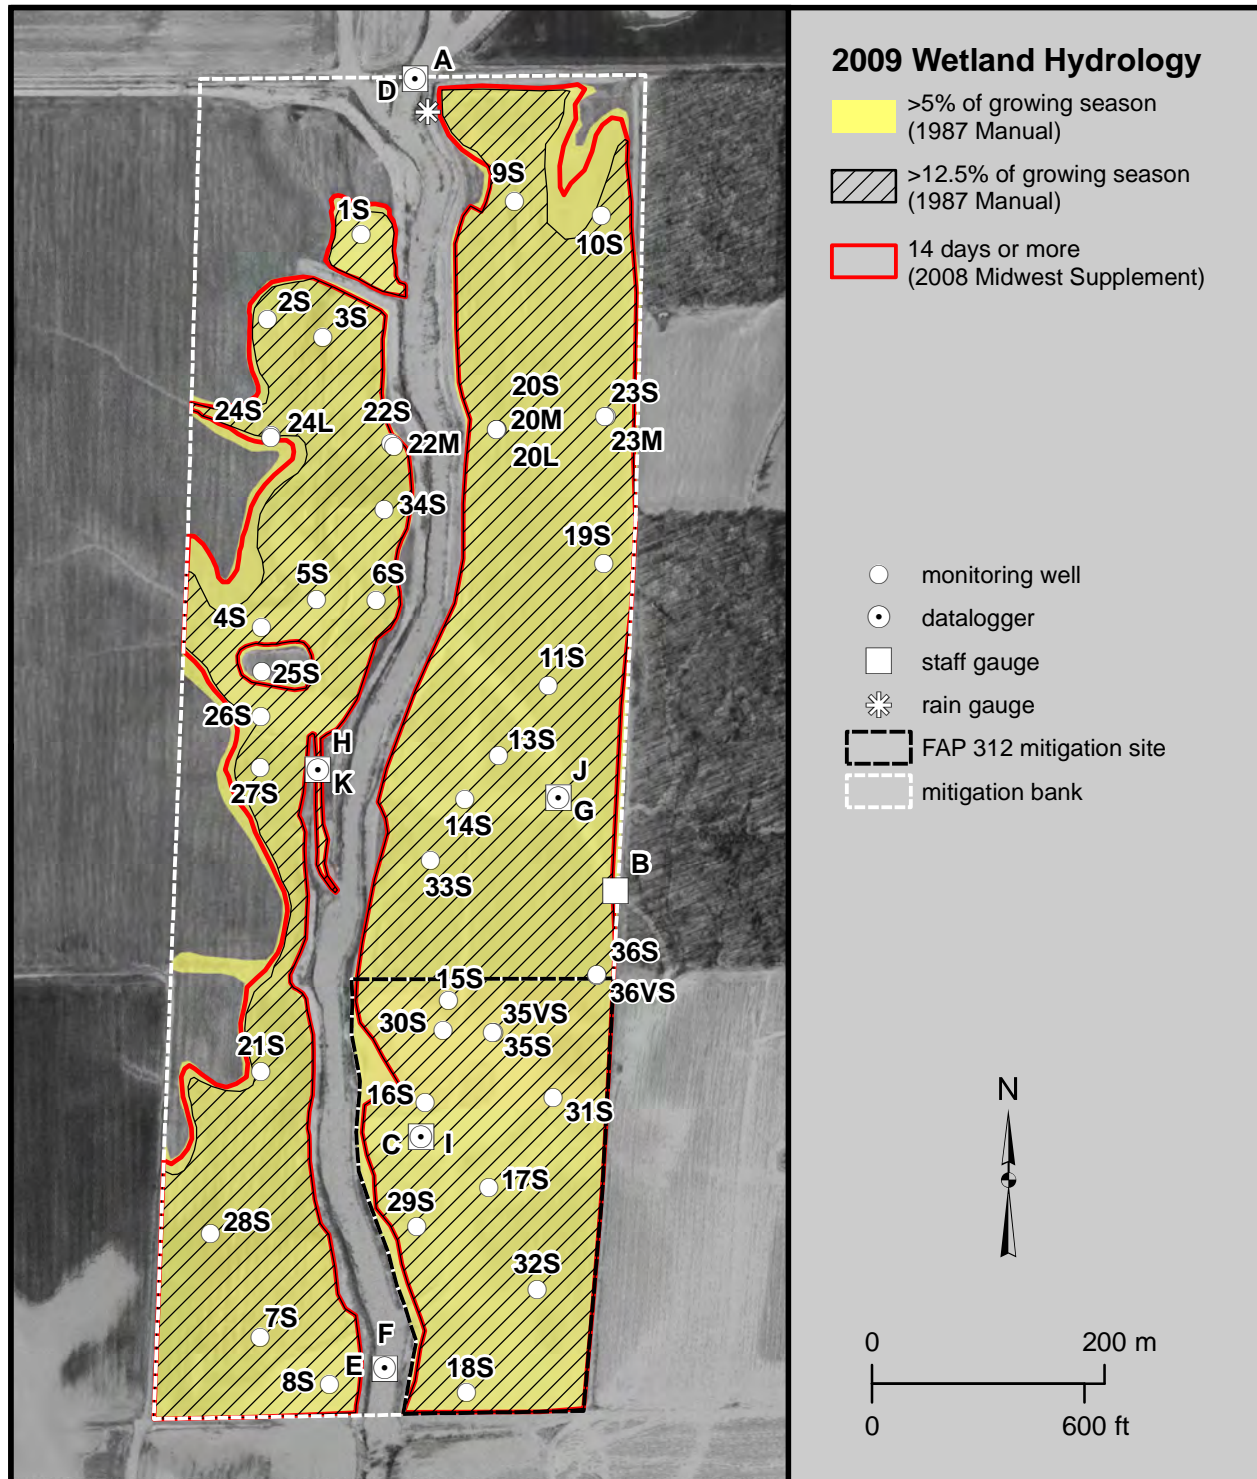 A
D
9S
1S
10S
2S
3S
20S
23S
24S
22S
24L
20M
22M
23M
20L
34S
19S
5S
6S
4S
11S
25S
26S
H
13S
J
K
27S
G
14S
B
33S
36S
15S
36VS
30S
35VS
35S
21S
16S
31S
C
I
17S
29S
28S
32S
7S
F
E
8S
18S
2009 Wetland Hydrology
>5% of growing season
(1987 Manual)
>12.5% of growing season
(1987 Manual)
14 days or more
(2008 Midwest Supplement)
monitoring well
datalogger
staff gauge
rain gauge
FAP 312 mitigation site
mitigation bank
N
0
200 m
0
600 ft